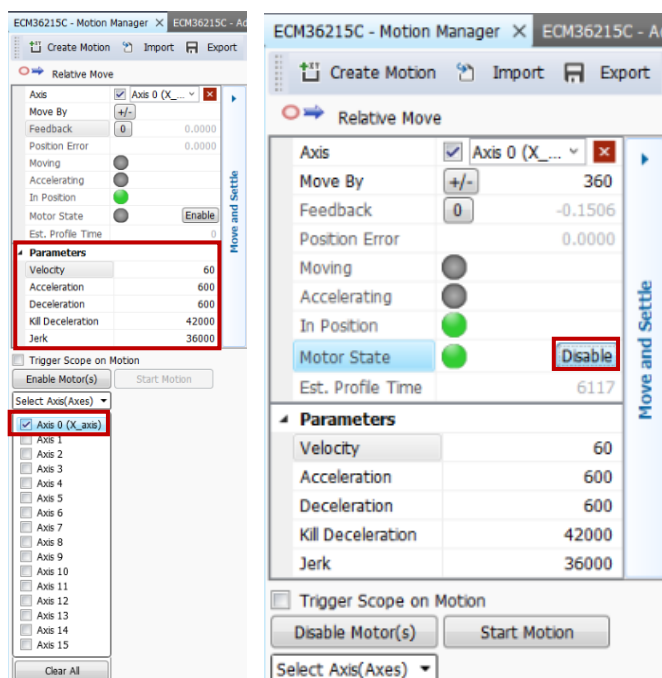 ECM36215C - Motion Manager × ECM36215C - Ac
Create Motion Import Exp
Relative Move
Axis Axis 0 (X_...
Move By +/-
Feedback 0 0.0000
Position Error 0.0000
Moving
Accelerating
In Position
Motor State Enable
Est. Profile Time 0
Move and Settle
Parameters
Velocity 60
Acceleration 600
Deceleration 600
Kill Deceleration 42000
Jerk 36000
Trigger Scope on Motion
Enable Motor(s) Start Motion
Select Axis(Axes)
Axis 0 (X_axis)
Axis 1
Axis 2
Axis 3
Axis 4
Axis 5
Axis 6
Axis 7
Axis 8
Axis 9
Axis 10
Axis 11
Axis 12
Axis 13
Axis 14
Axis 15
Clear All
ECM36215C - Motion Manager × ECM36215C - A
Create Motion Import Export
Relative Move
Axis Axis 0 (X_...
Move By +/- 360
Feedback 0 -0.1506
Position Error 0.0000
Moving
Accelerating
In Position
Motor State Disable
Est. Profile Time 6117
Move and Settle
Parameters
Velocity 60
Acceleration 600
Deceleration 600
Kill Deceleration 42000
Jerk 36000
Trigger Scope on Motion
Disable Motor(s) Start Motion
Select Axis(Axes)